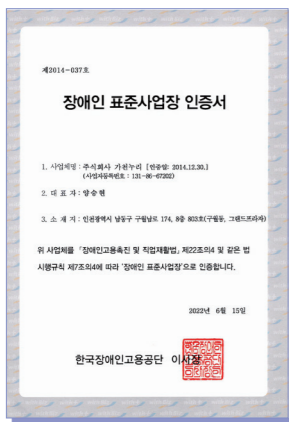 제2014-037호
장애인 표준사업장 인증서
1. 사업체명 : 주식회사 가천누리 [인증일: 2014.12.30.]
(사업자등록번호 : 131-86-67202)
2. 대 표 자 : 양승현
3. 소 재 지 : 인천광역시 남동구 구월남로 174, 8층 803호(구월동, 그랜드프라자)
위 사업체를 「장애인고용촉진 및 직업재활법」 제22조의4 및 같은 법
시행규칙 제7조의4에 따라 '장애인 표준사업장'으로 인증합니다.
2022년 6월 15일
한국장애인고용공단 이사장